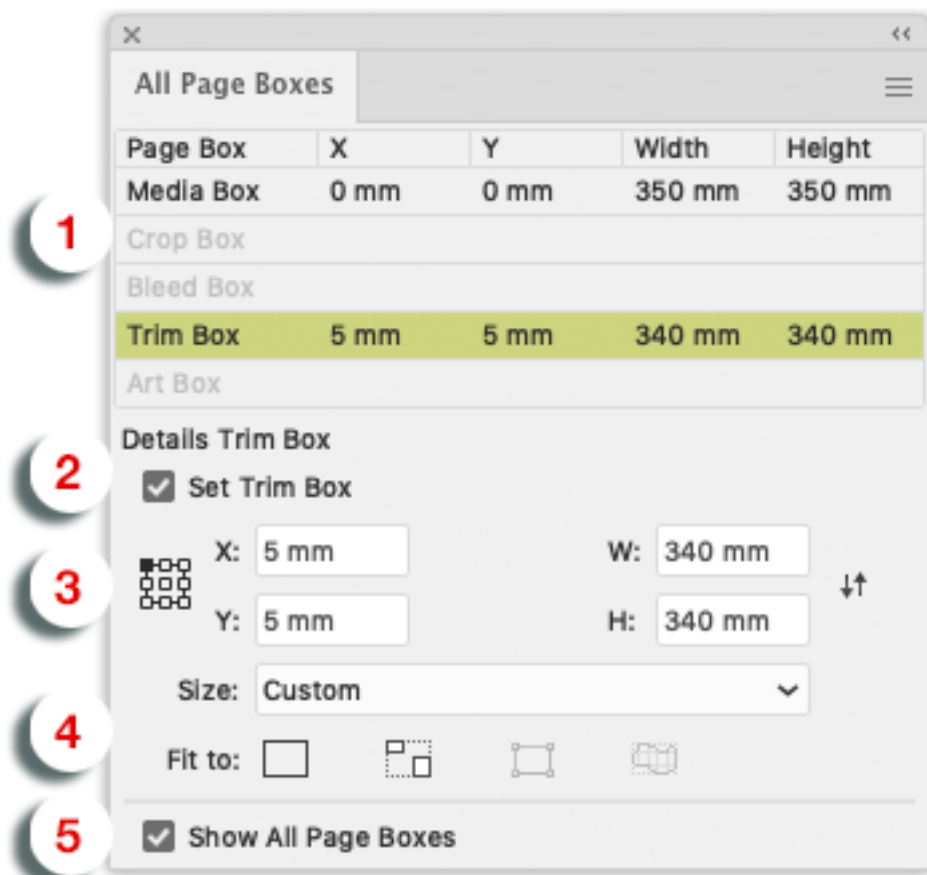 All Page Boxes
Page Box X Y Width Height
Media Box 0 mm 0 mm 350 mm 350 mm
1
Crop Box
Bleed Box
Trim Box 5 mm 5 mm 340 mm 340 mm
Art Box
Details Trim Box
2
Set Trim Box
X: 5 mm W: 340 mm
3
Y: 5 mm H: 340 mm
Size: Custom
4
Fit to:
5
Show All Page Boxes